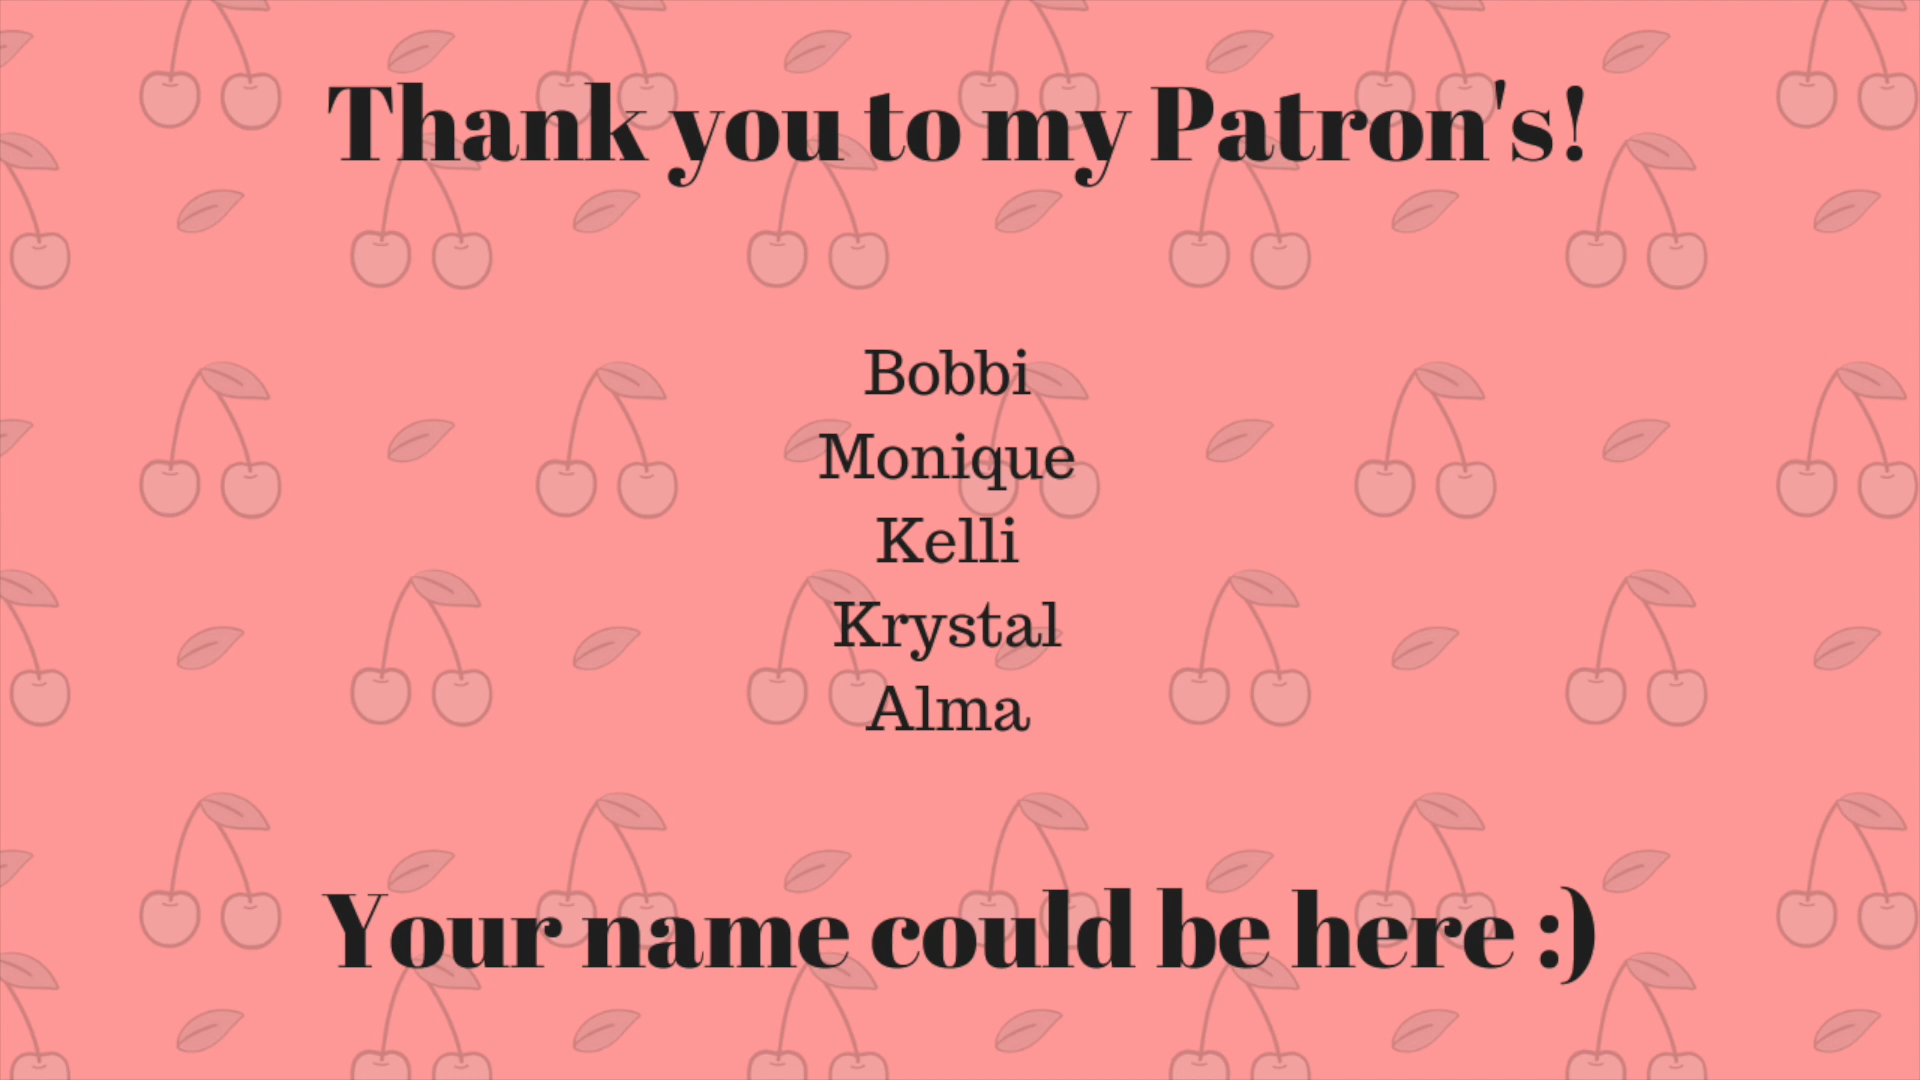 Thank you to my Patron's!
Bobbi
Monique
Kelli
Krystal
Alma
Your name could be here :)